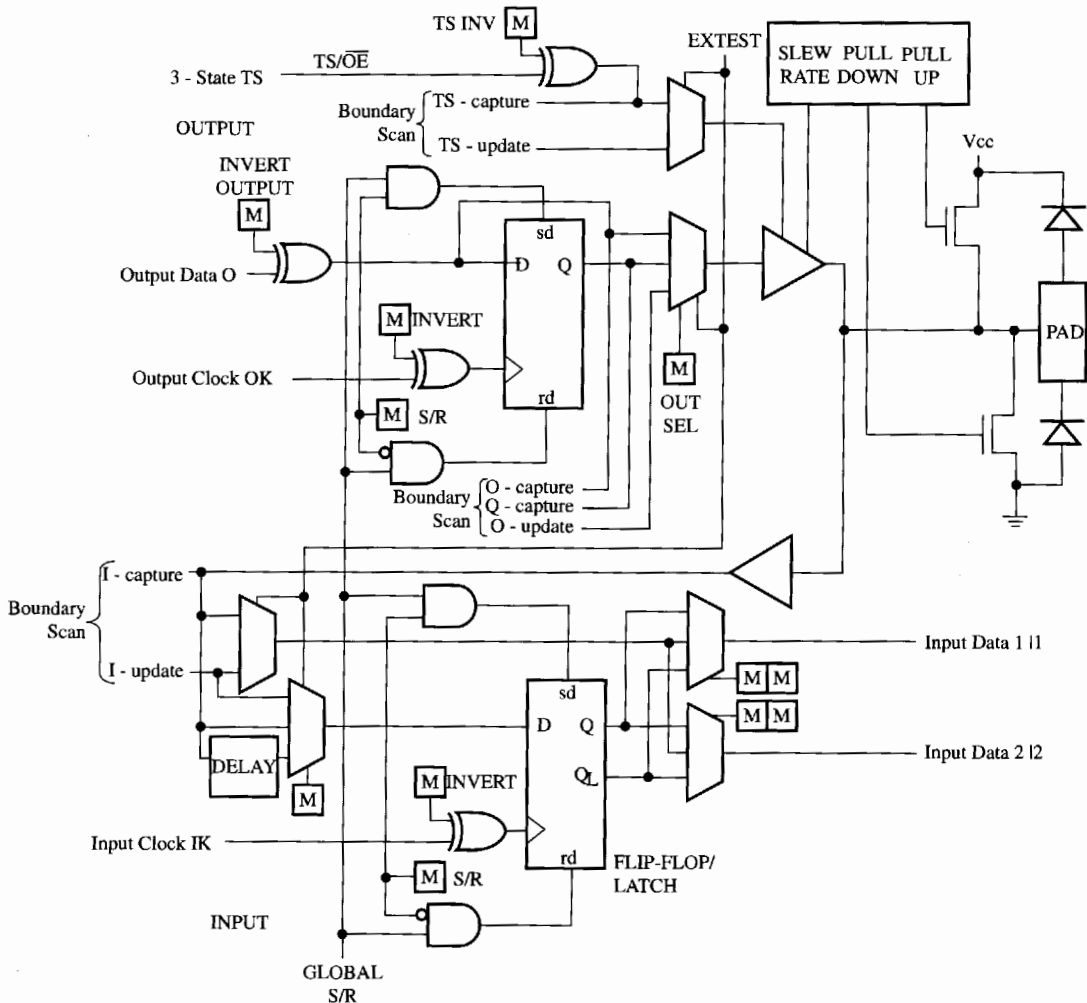 TS INV
M
EXTEST
SLEW PULL PULL
RATE DOWN UP
3 - State TS
TS/OE
Boundary
Scan
TS - capture
TS - update
OUTPUT
Vcc
INVERT
OUTPUT
M
sd
D
Q
Output Data O
M
INVERT
PAD
Output Clock OK
M
OUT
SEL
rd
M
S/R
Boundary
Scan
O - capture
Q - capture
O - update
Boundary
Scan
I - capture
I - update
Input Data 1 I1
M M
sd
D
Q
M M
QL
Input Data 2 I2
DELAY
M
M
INVERT
Input Clock IK
rd
FLIP-FLOP/
LATCH
M
S/R
INPUT
GLOBAL
S/R